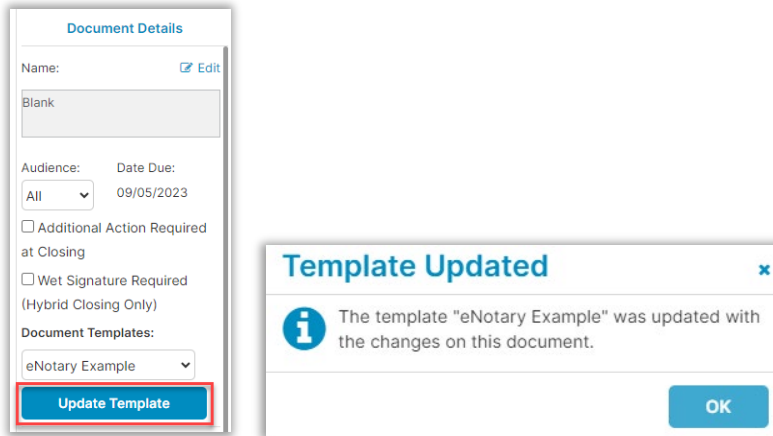 Document Details
Name: Edit
Blank
Audience: Date Due:
All 09/05/2023
Additional Action Required
at Closing
Wet Signature Required
(Hybrid Closing Only)
Document Templates:
eNotary Example
Update Template
Template Updated
The template "eNotary Example" was updated with
the changes on this document.
OK